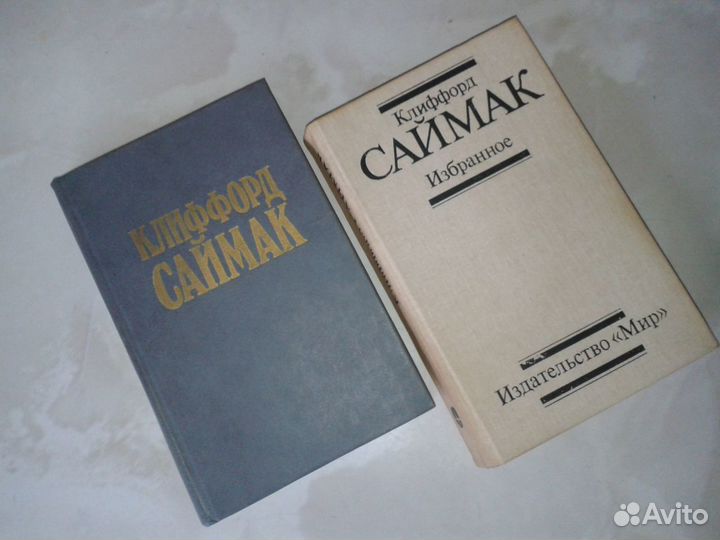 КЛИФФОРД
САЙМАК
Клиффорд
САЙМАК
Избранное
Издательство «Мир»
Avito